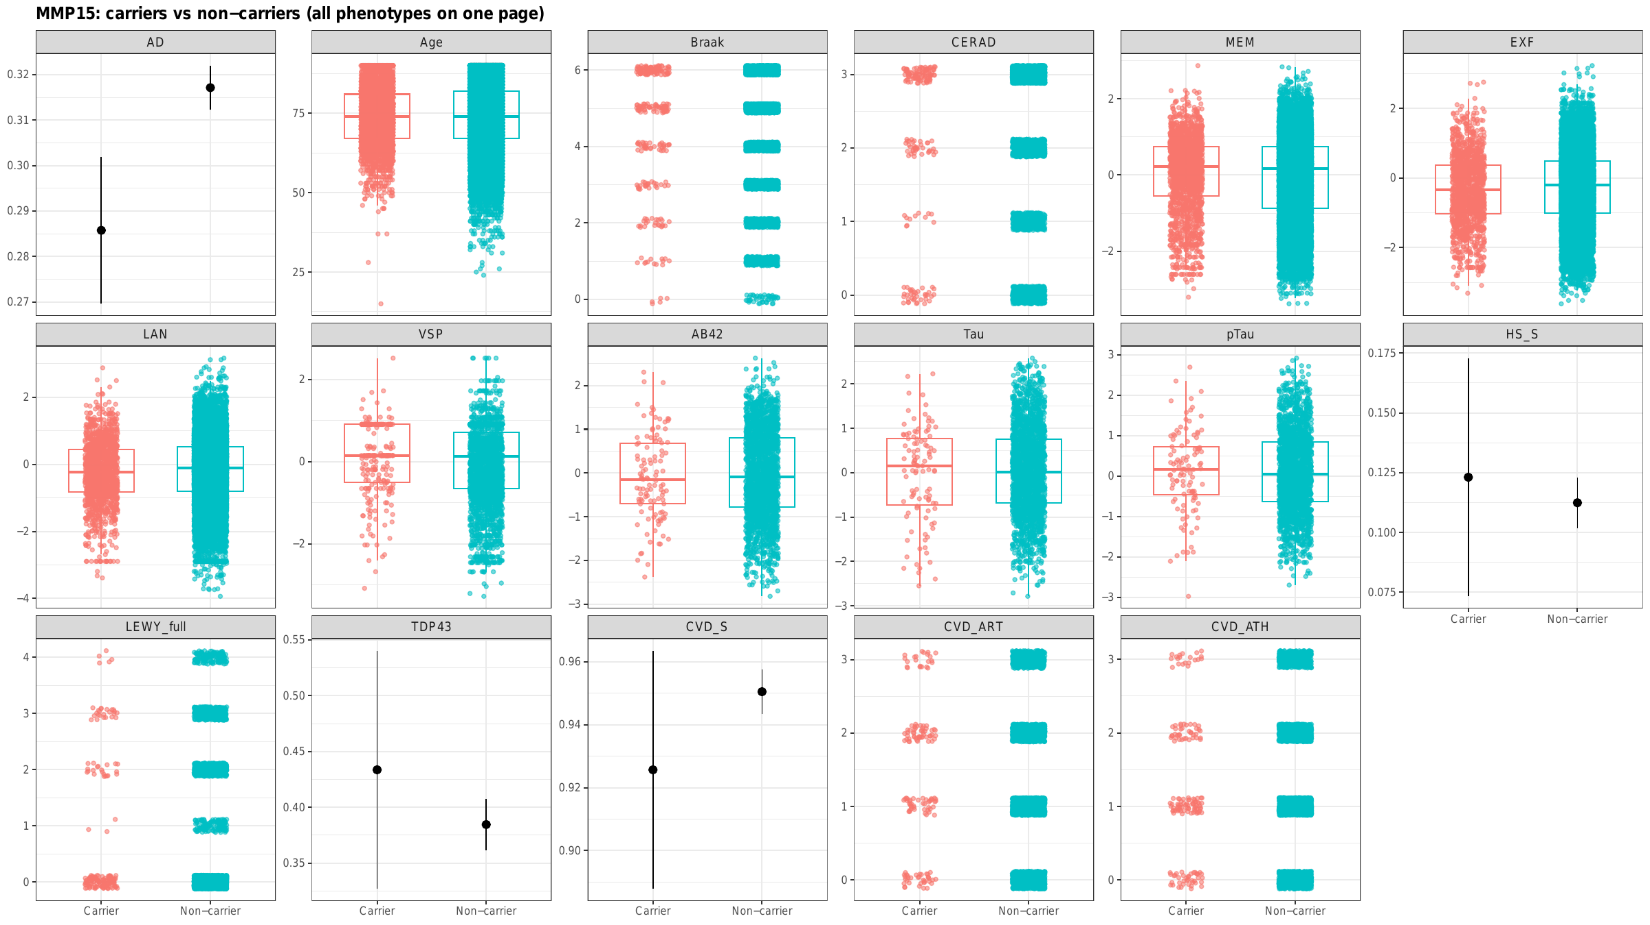 MMP15: carriers vs non−carriers (all phenotypes on one page)
AD
Age
Braak
CERAD
MEM
EXF
0.32
0.31
0.30
0.29
0.28
0.27
75
50
25
6
4
2
0
3
2
1
0
2
0
−2
2
0
−2
LAN
VSP
AB42
Tau
pTau
HS_S
2
0
−2
−4
2
0
−2
2
1
0
−1
−2
−3
2
1
0
−1
−2
−3
3
2
1
0
−1
−2
−3
0.175
0.150
0.125
0.100
0.075
Carrier
Non−carrier
LEWY_full
TDP43
CVD_S
CVD_ART
CVD_ATH
4
3
2
1
0
0.55
0.50
0.45
0.40
0.35
0.96
0.94
0.92
0.90
3
2
1
0
3
2
1
0
Carrier
Non−carrier
Carrier
Non−carrier
Carrier
Non−carrier
Carrier
Non−carrier
Carrier
Non−carrier